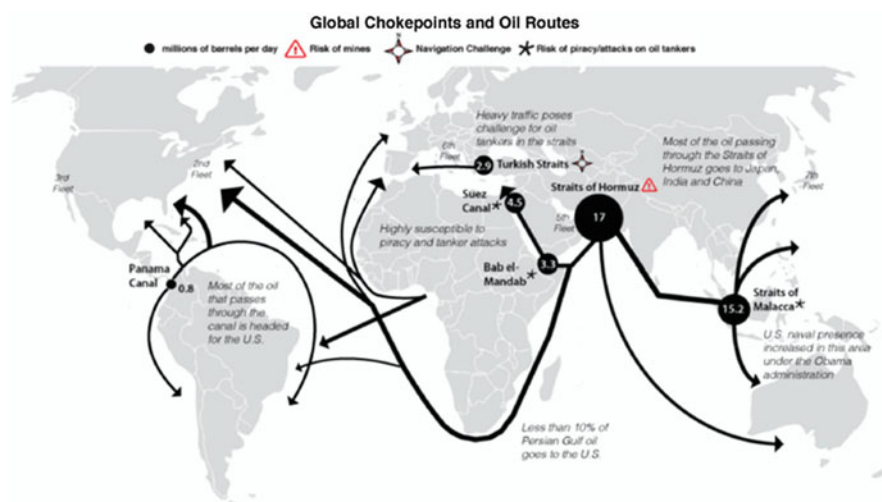 Global Chokepoints and Oil Routes
millions of barrels per day
Risk of mines
Navigation Challenge
Risk of piracy/attacks on oil tankers
N
3rd
Fleet
2nd
Fleet
6th
Fleet
Heavy traffic poses
challenge for oil
tankers in the straits
2.9
Turkish Straits
Most of the oil passing
through the Straits of
Hormuz goes to Japan,
India and China
7th
Fleet
Suez
Canal
4.5
Straits of Hormuz
17
5th
Fleet
Highly susceptible to
piracy and tanker attacks
Bab el-
Mandab
3.3
Panama
Canal
0.8
Most of the oil
that passes
through the
canal is headed
for the U.S.
Straits of
Malacca
15.2
U.S. naval presence
increased in this area
under the Obama
administration
Less than 10% of
Persian Gulf oil
goes to the U.S.